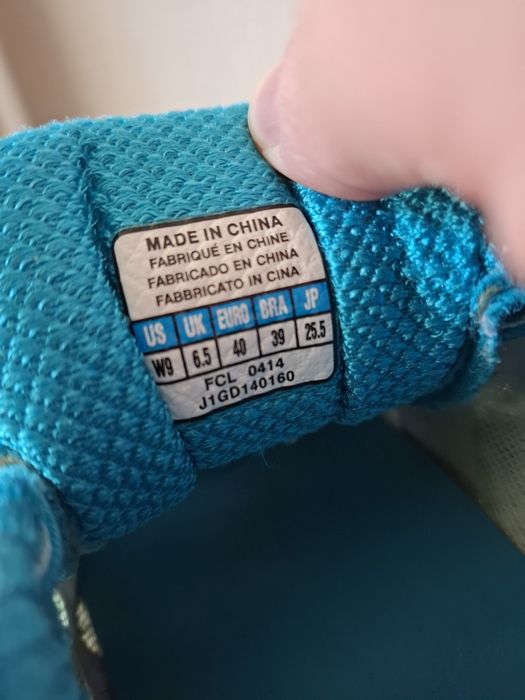 MADE IN CHINA
FABRIQUÉ EN CHINE
FABRICADO EN CHINA
FABBRICATO IN CINA
US UK EURO BRA JP
W9 6.5 40 39 25.5
FCL 0414
J1GD140160